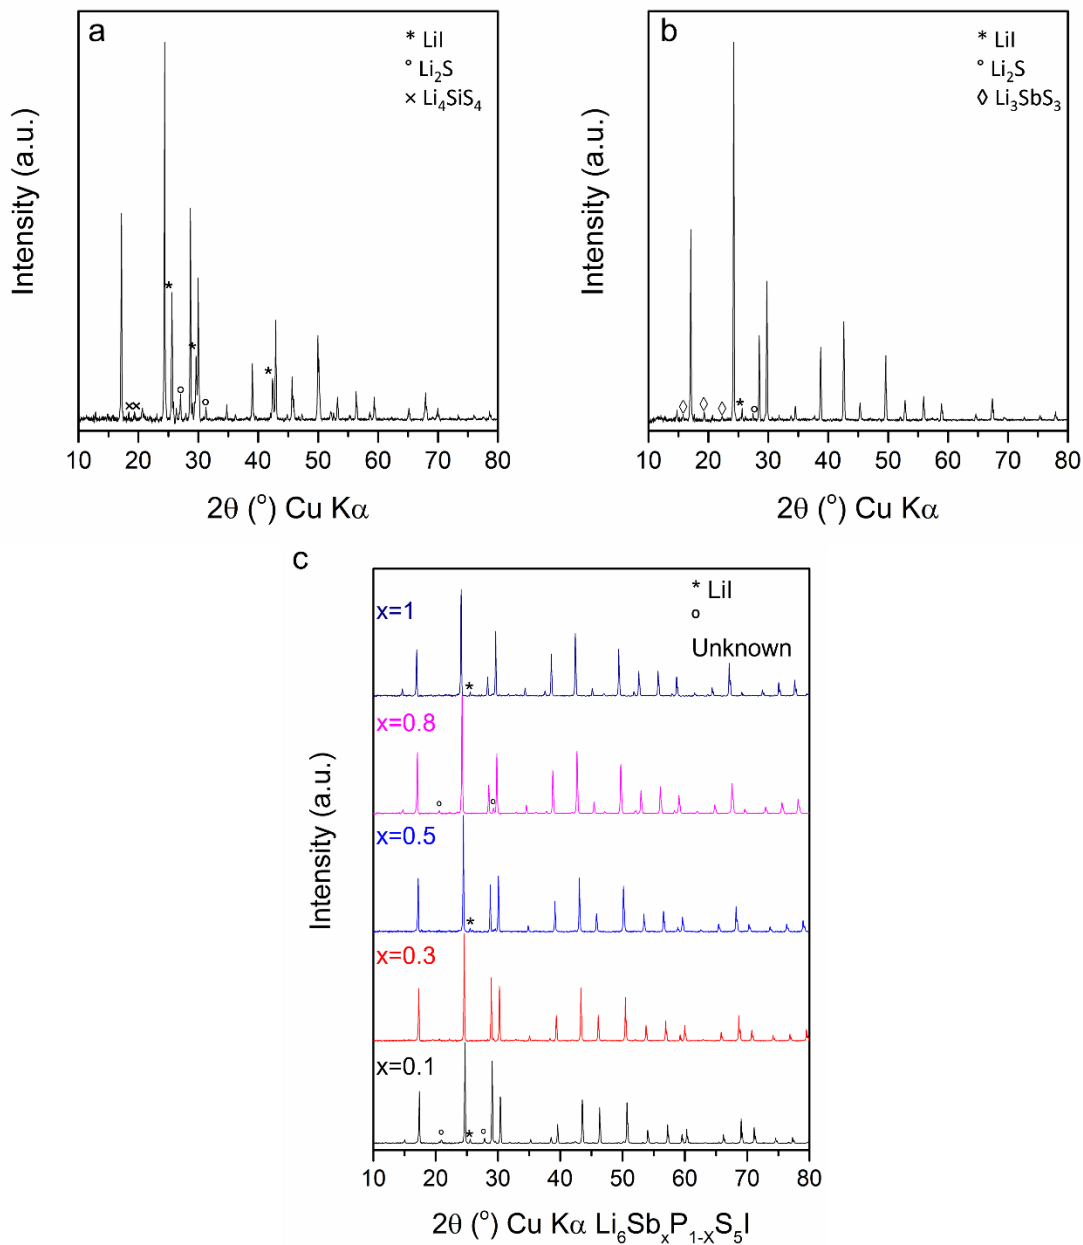 a
* LiI
° Li₂S
× Li₄SiS₄
Intensity (a.u.)
* *
* ××
° °
10 20 30 40 50 60 70 80
2θ (°) Cu Kα
b
* LiI
° Li₂S
◊ Li₃SbS₃
Intensity (a.u.)
◊ ◊ ◊ * °
10 20 30 40 50 60 70 80
2θ (°) Cu Kα
c
* LiI
o
Unknown
x=1
*
x=0.8
o o
x=0.5
*
x=0.3
x=0.1
o * o
Intensity (a.u.)
10 20 30 40 50 60 70 80
2θ (°) Cu Kα Li₆SbₓP₁₋XS₅I